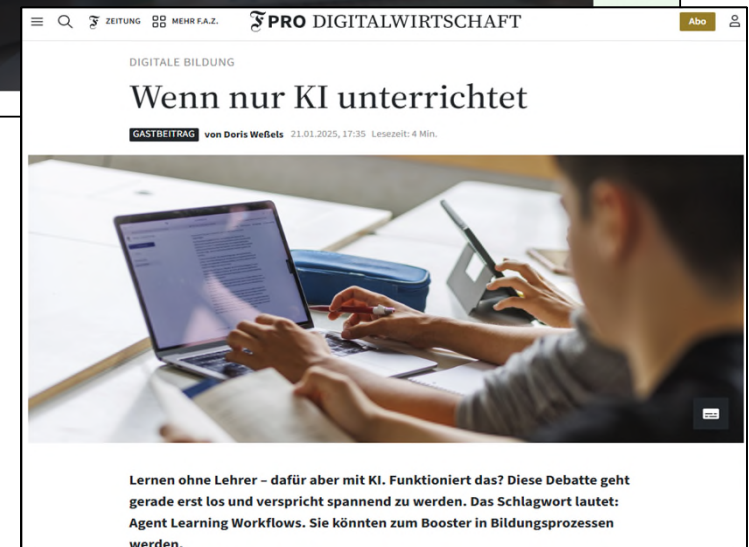 ZEITUNG MEHR F.A.Z. F PRO DIGITALWIRTSCHAFT Abo
DIGITALE BILDUNG
Wenn nur KI unterrichtet
GASTBEITRAG von Doris Weßels 21.01.2025, 17:35 Lesezeit: 4 Min.
Lernen ohne Lehrer – dafür aber mit KI. Funktioniert das? Diese Debatte geht
gerade erst los und verspricht spannend zu werden. Das Schlagwort lautet:
Agent Learning Workflows. Sie könnten zum Booster in Bildungsprozessen
werden.